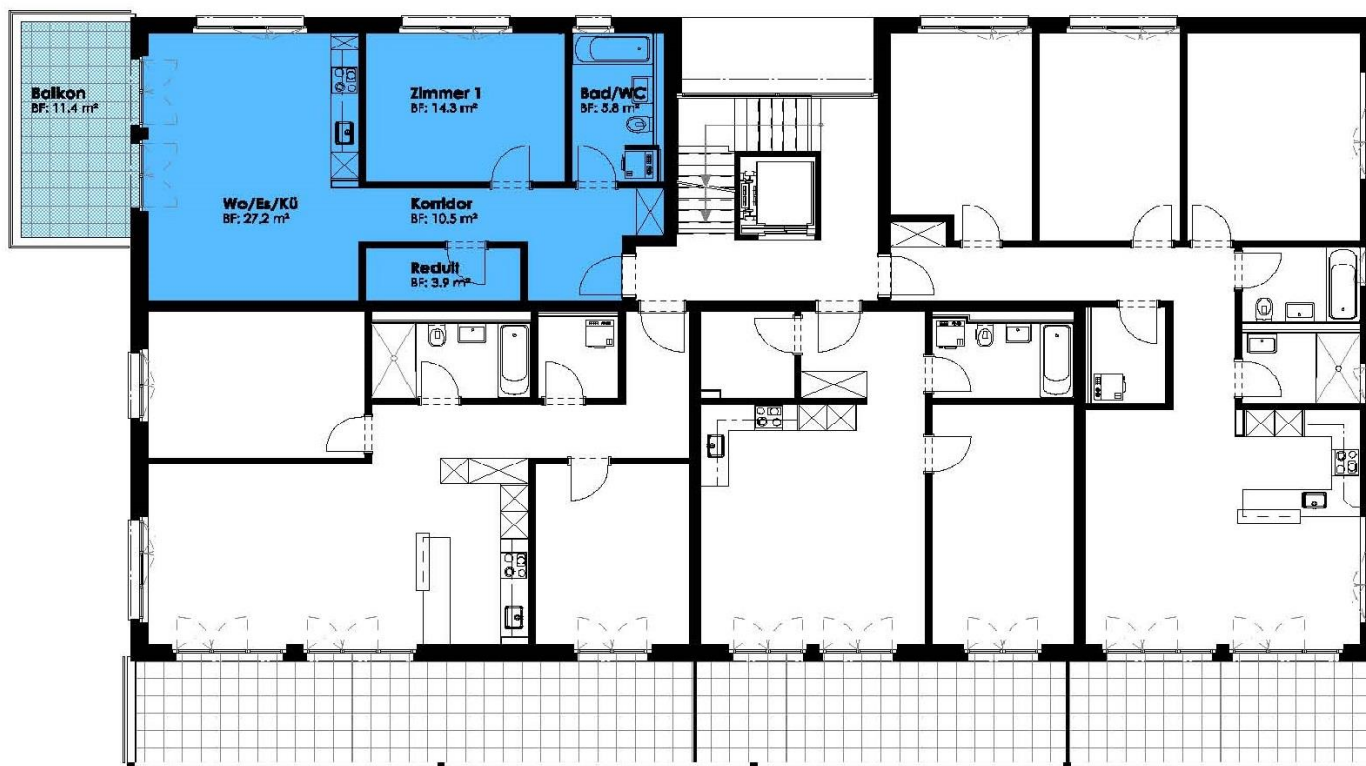 Balkon
BF: 11.4 m²
Zimmer 1
BF: 14.3 m²
Bad/WC
BF: 5.8 m²
Wo/Es/Kü
BF: 27.2 m²
Korridor
BF: 10.5 m²
Reduit
BF: 3.9 m²